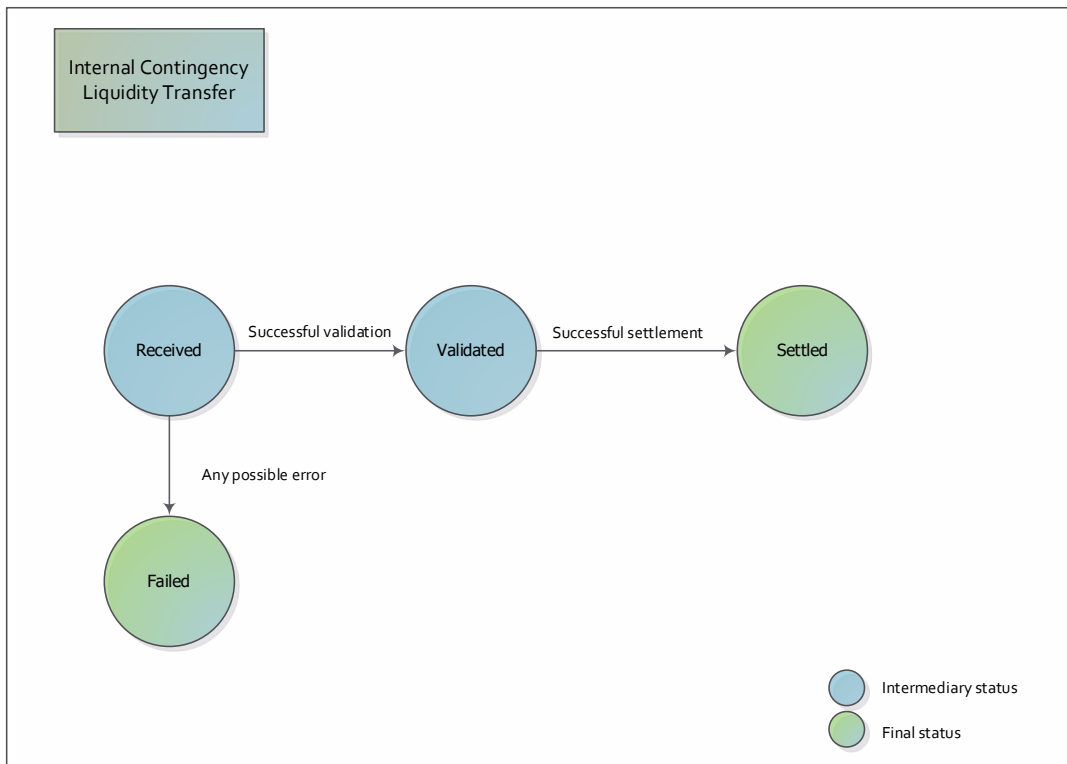 Internal Contingency
Liquidity Transfer
Received
Successful validation
Validated
Successful settlement
Settled
Any possible error
Failed
Intermediary status
Final status